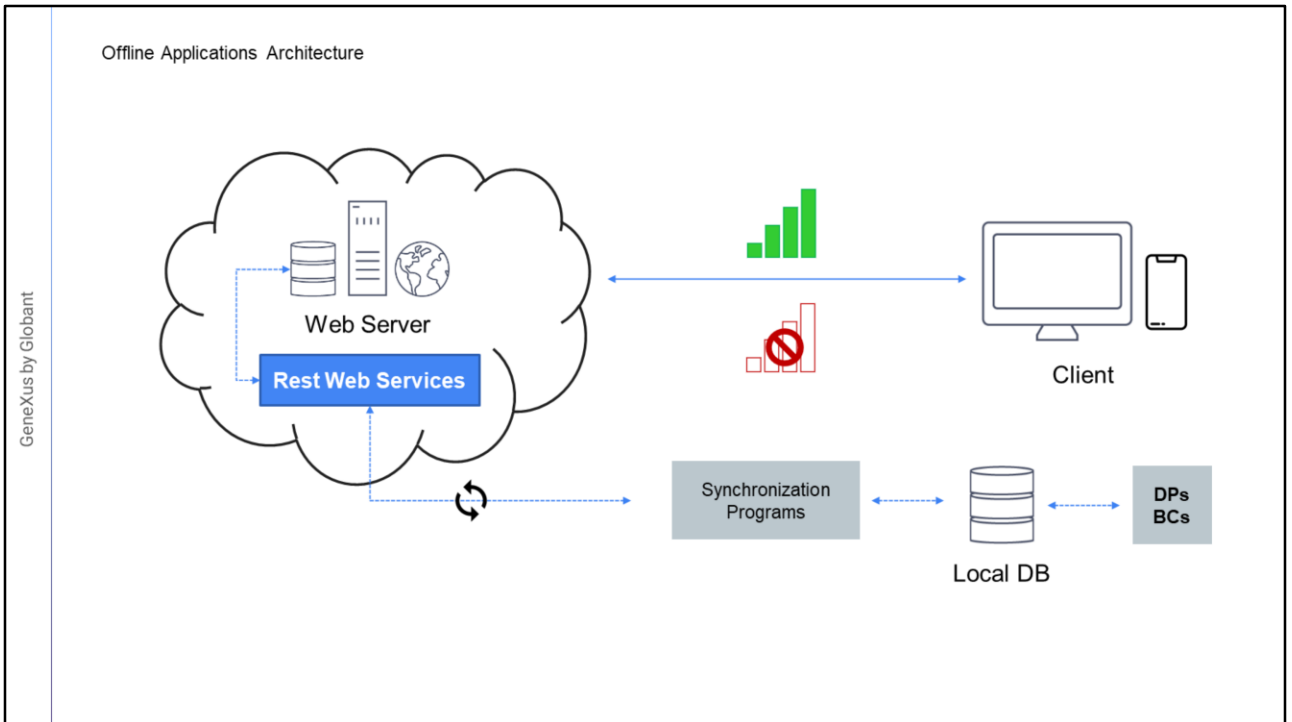 Offline Applications Architecture
GeneXus by Globant
Web Server
Rest Web Services
Client
Synchronization
Programs
Local DB
DPs
BCs